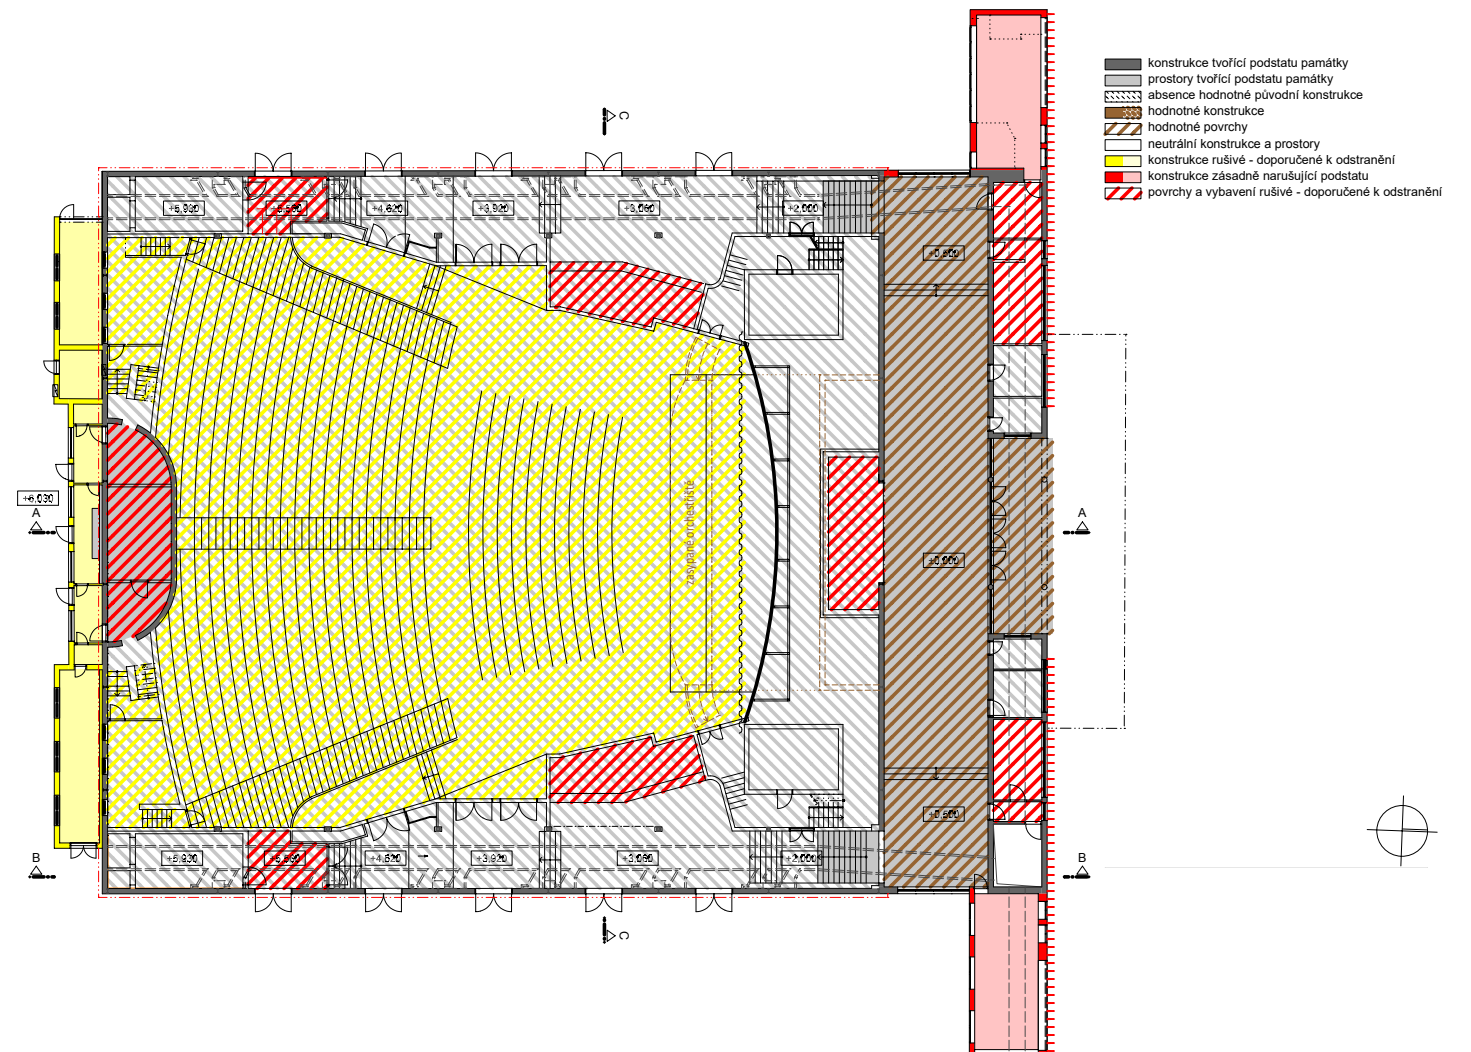 konstrukce tvořící podstatu památky
prostory tvořící podstatu památky
absence hodnotné původní konstrukce
hodnotné konstrukce
hodnotné povrchy
neutrální konstrukce a prostory
konstrukce rušivé - doporučené k odstranění
konstrukce zásadně narušující podstatu
povrchy a vybavení rušivé - doporučené k odstranění
C
+5,930
+4,620
+3,920
+3,060
+2,000
+0,600
zasypané orchestřiště
+6,030
A
A
±0,000
+0,600
B
+5,930
+4,620
+3,920
+3,060
+2,000
B
C